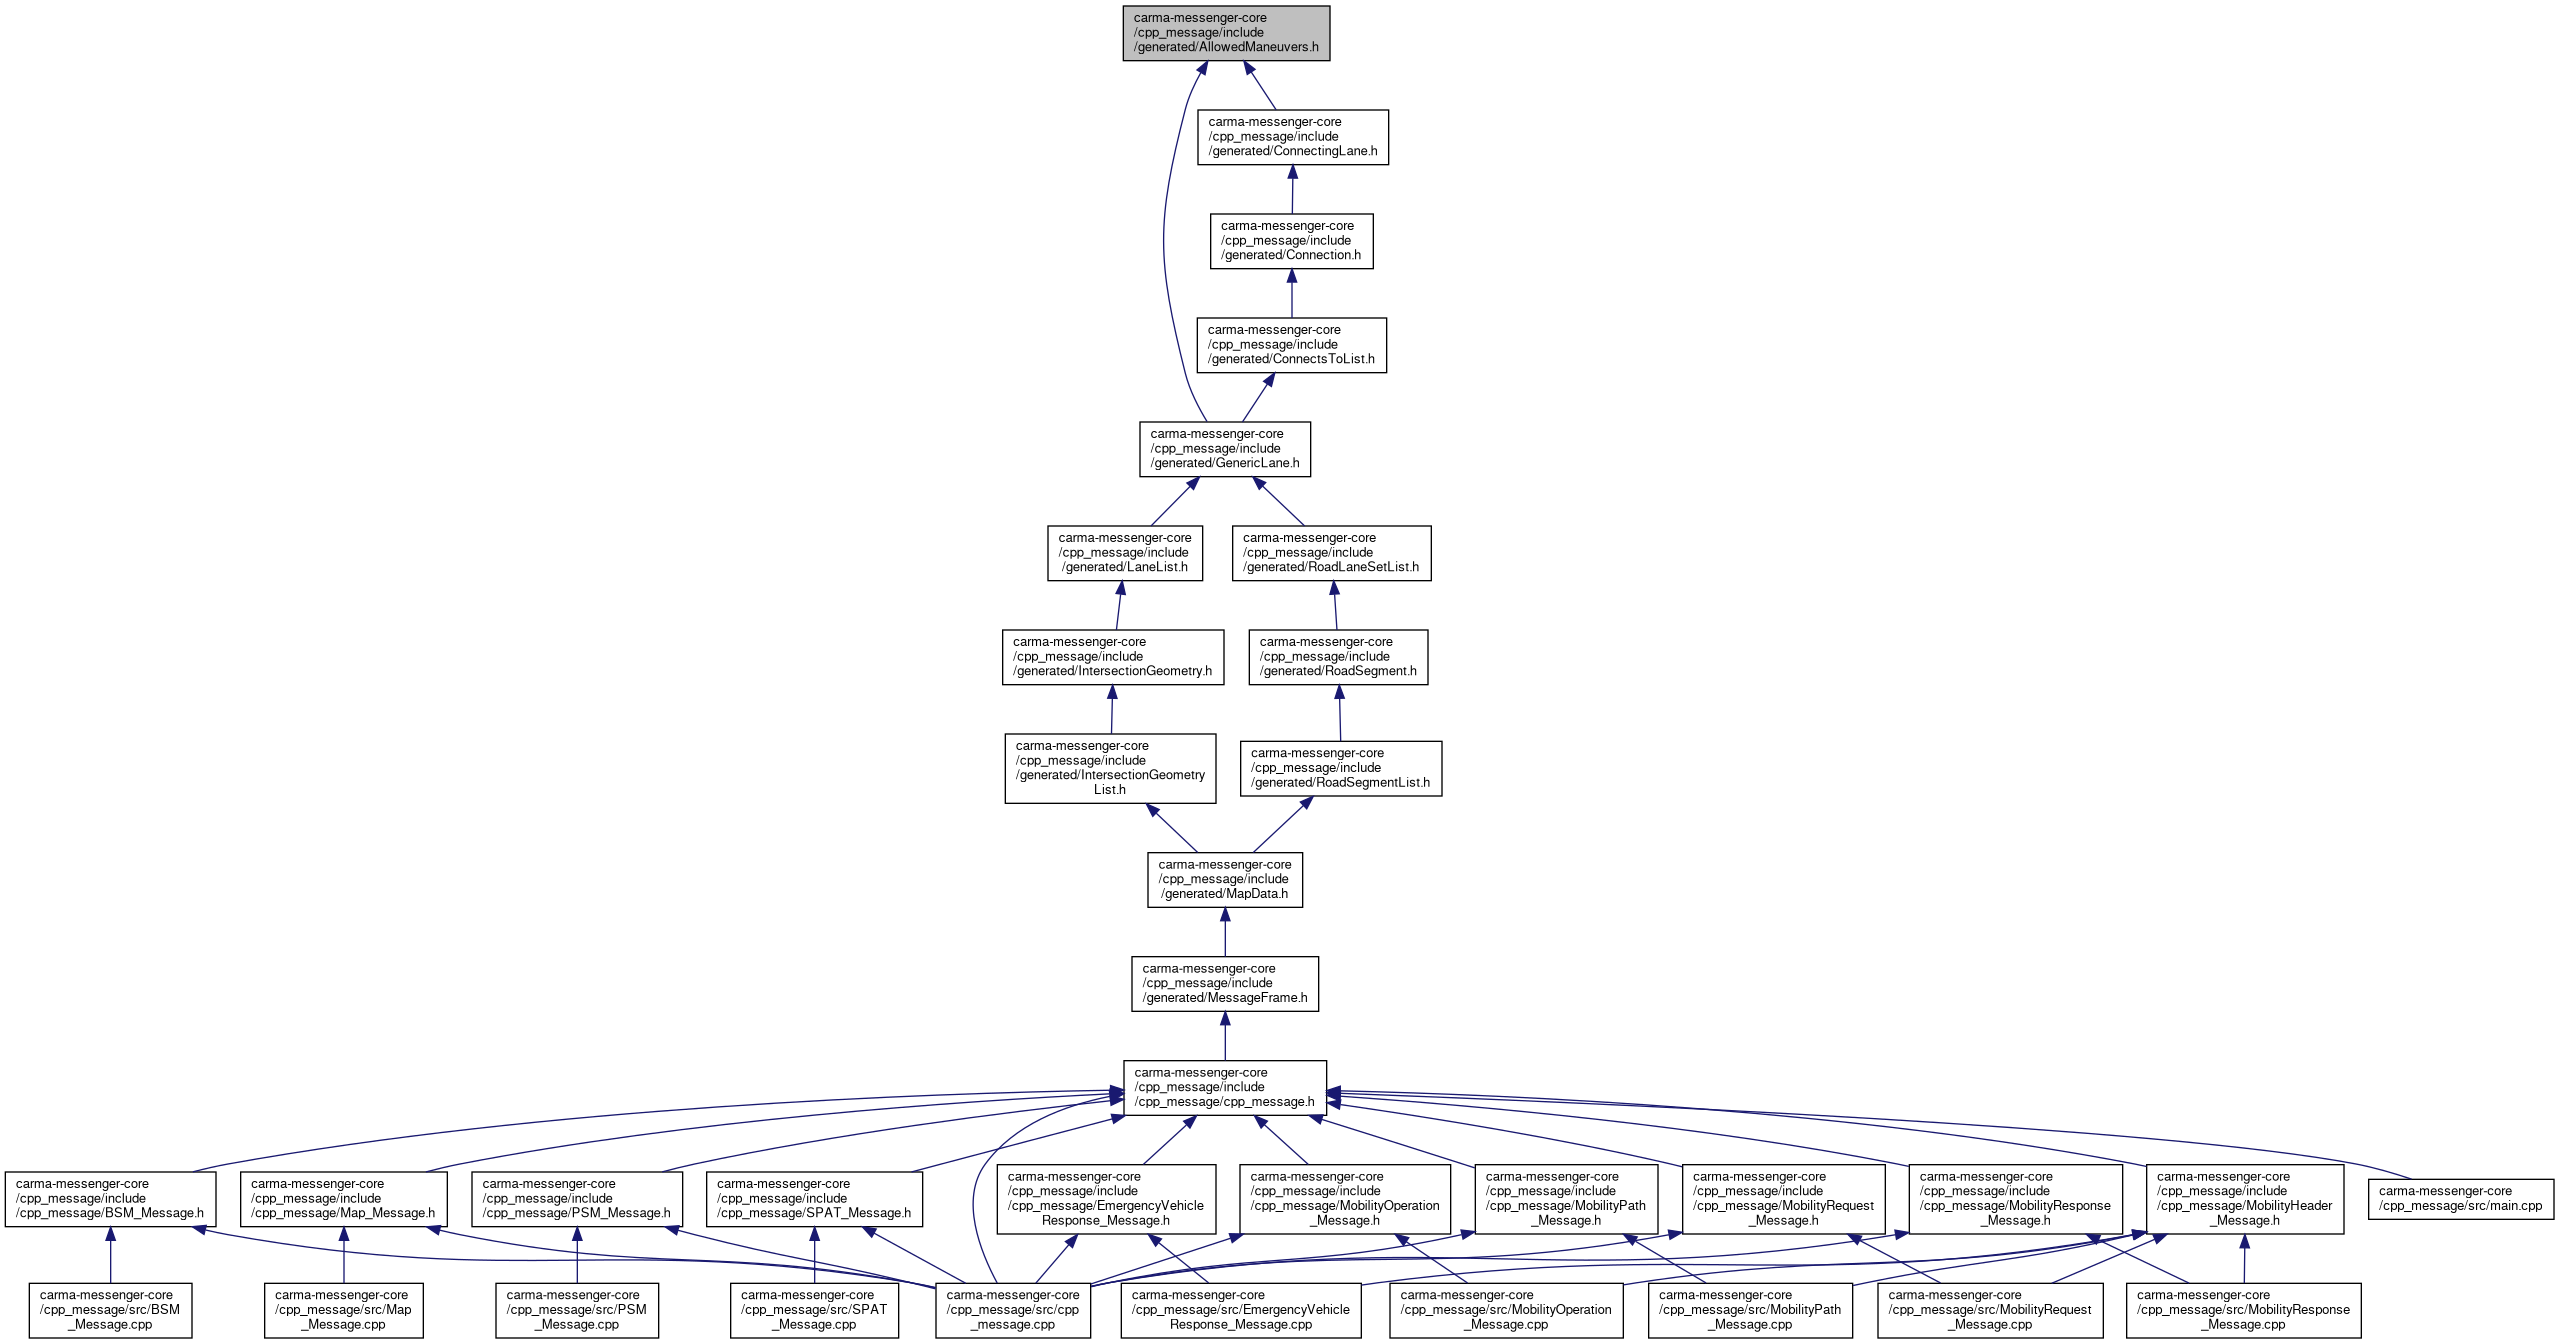 carma-messenger-core
/cpp_message/include
/generated/AllowedManeuvers.h
carma-messenger-core
/cpp_message/include
/generated/ConnectingLane.h
carma-messenger-core
/cpp_message/include
/generated/Connection.h
carma-messenger-core
/cpp_message/include
/generated/ConnectsToList.h
carma-messenger-core
/cpp_message/include
/generated/GenericLane.h
carma-messenger-core
/cpp_message/include
/generated/LaneList.h
carma-messenger-core
/cpp_message/include
/generated/RoadLaneSetList.h
carma-messenger-core
/cpp_message/include
/generated/IntersectionGeometry.h
carma-messenger-core
/cpp_message/include
/generated/RoadSegment.h
carma-messenger-core
/cpp_message/include
/generated/IntersectionGeometry
List.h
carma-messenger-core
/cpp_message/include
/generated/RoadSegmentList.h
carma-messenger-core
/cpp_message/include
/generated/MapData.h
carma-messenger-core
/cpp_message/include
/generated/MessageFrame.h
carma-messenger-core
/cpp_message/include
/cpp_message/cpp_message.h
carma-messenger-core
/cpp_message/include
/cpp_message/BSM_Message.h
carma-messenger-core
/cpp_message/include
/cpp_message/Map_Message.h
carma-messenger-core
/cpp_message/include
/cpp_message/PSM_Message.h
carma-messenger-core
/cpp_message/include
/cpp_message/SPAT_Message.h
carma-messenger-core
/cpp_message/include
/cpp_message/EmergencyVehicle
Response_Message.h
carma-messenger-core
/cpp_message/include
/cpp_message/MobilityOperation
_Message.h
carma-messenger-core
/cpp_message/include
/cpp_message/MobilityPath
_Message.h
carma-messenger-core
/cpp_message/include
/cpp_message/MobilityRequest
_Message.h
carma-messenger-core
/cpp_message/include
/cpp_message/MobilityResponse
_Message.h
carma-messenger-core
/cpp_message/include
/cpp_message/MobilityHeader
_Message.h
carma-messenger-core
/cpp_message/src/main.cpp
carma-messenger-core
/cpp_message/src/BSM
_Message.cpp
carma-messenger-core
/cpp_message/src/Map
_Message.cpp
carma-messenger-core
/cpp_message/src/PSM
_Message.cpp
carma-messenger-core
/cpp_message/src/SPAT
_Message.cpp
carma-messenger-core
/cpp_message/src/cpp
_message.cpp
carma-messenger-core
/cpp_message/src/EmergencyVehicle
Response_Message.cpp
carma-messenger-core
/cpp_message/src/MobilityOperation
_Message.cpp
carma-messenger-core
/cpp_message/src/MobilityPath
_Message.cpp
carma-messenger-core
/cpp_message/src/MobilityRequest
_Message.cpp
carma-messenger-core
/cpp_message/src/MobilityResponse
_Message.cpp